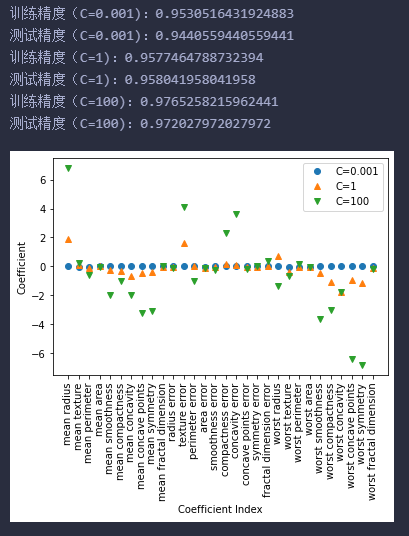 训练精度（C=0.001）：0.9530516431924883
测试精度（C=0.001）：0.9440559440559441
训练精度（C=1）：0.9577464788732394
测试精度（C=1）：0.958041958041958
训练精度（C=100）：0.9765258215962441
测试精度（C=100）：0.972027972027972
C=0.001
C=1
C=100
6
4
2
0
−2
−4
−6
Coefficient
mean radius
mean texture
mean perimeter
mean area
mean smoothness
mean compactness
mean concavity
mean concave points
mean symmetry
mean fractal dimension
radius error
texture error
perimeter error
area error
smoothness error
compactness error
concavity error
concave points error
symmetry error
fractal dimension error
worst radius
worst texture
worst perimeter
worst area
worst smoothness
worst compactness
worst concavity
worst concave points
worst symmetry
worst fractal dimension
Coefficient Index